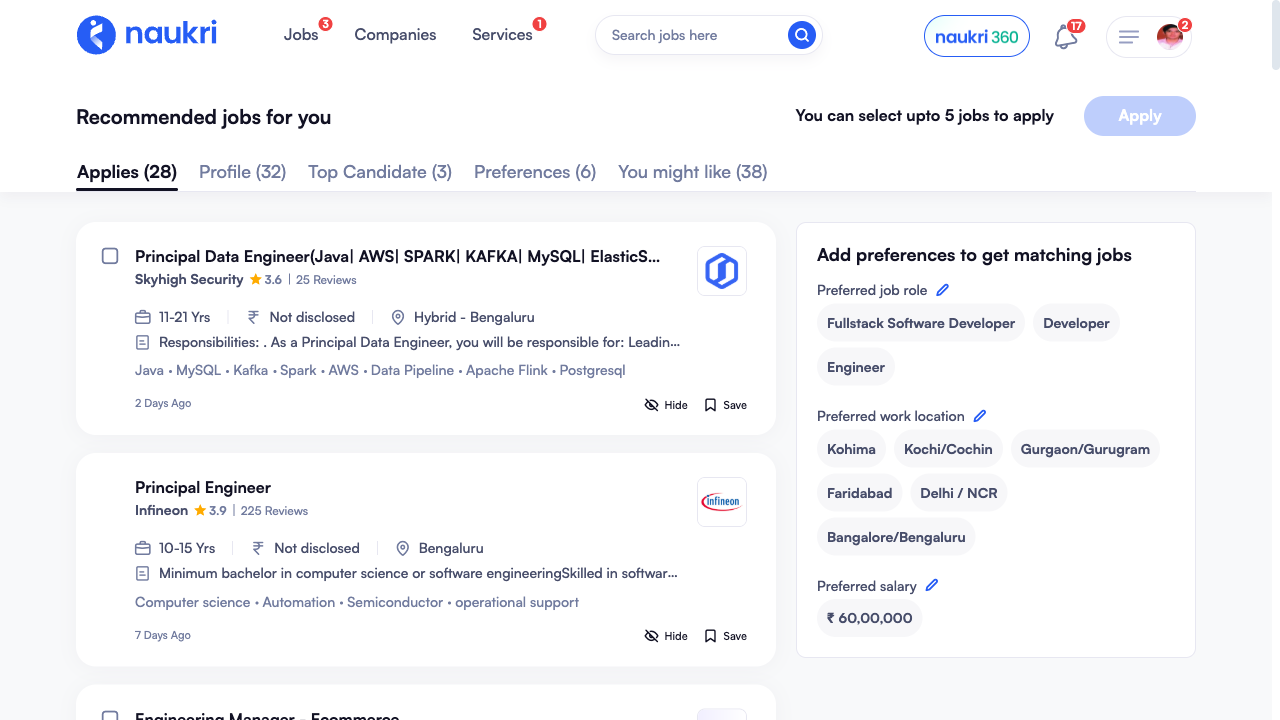 naukri
Jobs 3
Companies
Services 1
Search jobs here
naukri 360
17
2
Recommended jobs for you
You can select upto 5 jobs to apply
Apply
Applies (28)
Profile (32)
Top Candidate (3)
Preferences (6)
You might like (38)
Principal Data Engineer(Java| AWS| SPARK| KAFKA| MySQL| ElasticS...
Skyhigh Security 3.6 | 25 Reviews
11-21 Yrs | ₹ Not disclosed | Hybrid - Bengaluru
Responsibilities: . As a Principal Data Engineer, you will be responsible for: Leadin...
Java • MySQL • Kafka • Spark • AWS • Data Pipeline • Apache Flink • Postgresql
2 Days Ago
Hide
Save
Principal Engineer
Infineon 3.9 | 225 Reviews
infineon
10-15 Yrs | ₹ Not disclosed | Bengaluru
Minimum bachelor in computer science or software engineeringSkilled in softwar...
Computer science • Automation • Semiconductor • operational support
7 Days Ago
Hide
Save
Engineering Manager - Ecommerce
Add preferences to get matching jobs
Preferred job role
Fullstack Software Developer
Developer
Engineer
Preferred work location
Kohima
Kochi/Cochin
Gurgaon/Gurugram
Faridabad
Delhi / NCR
Bangalore/Bengaluru
Preferred salary
₹ 60,00,000